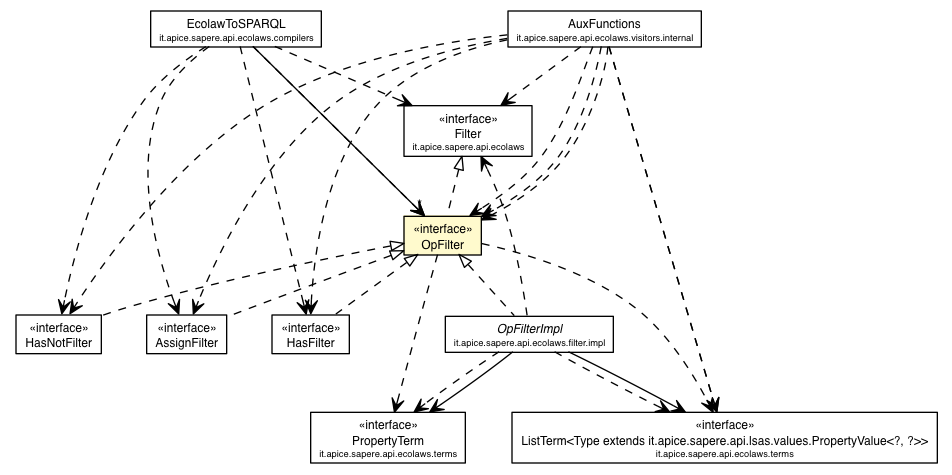 EcolawToSPARQL
it.apice.sapere.api.ecolaws.compilers
AuxFunctions
it.apice.sapere.api.ecolaws.visitors.internal
«interface»
Filter
it.apice.sapere.api.ecolaws
«interface»
OpFilter
«interface»
HasNotFilter
«interface»
AssignFilter
«interface»
HasFilter
OpFilterImpl
it.apice.sapere.api.ecolaws.filter.impl
«interface»
PropertyTerm
it.apice.sapere.api.ecolaws.terms
«interface»
ListTerm<Type extends it.apice.sapere.api.lsas.values.PropertyValue<?, ?>>
it.apice.sapere.api.ecolaws.terms